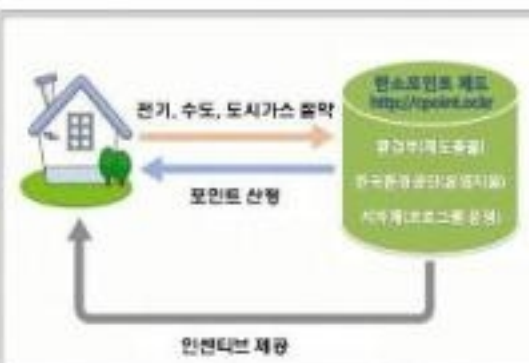 탄소포인트 제도
http://cpoint.or.kr
전기, 수도, 도시가스 절약
환경부(제도총괄)
한국환경공단(운영지원)
포인트 산정
지자체(프로그램 운영)
인센티브 제공